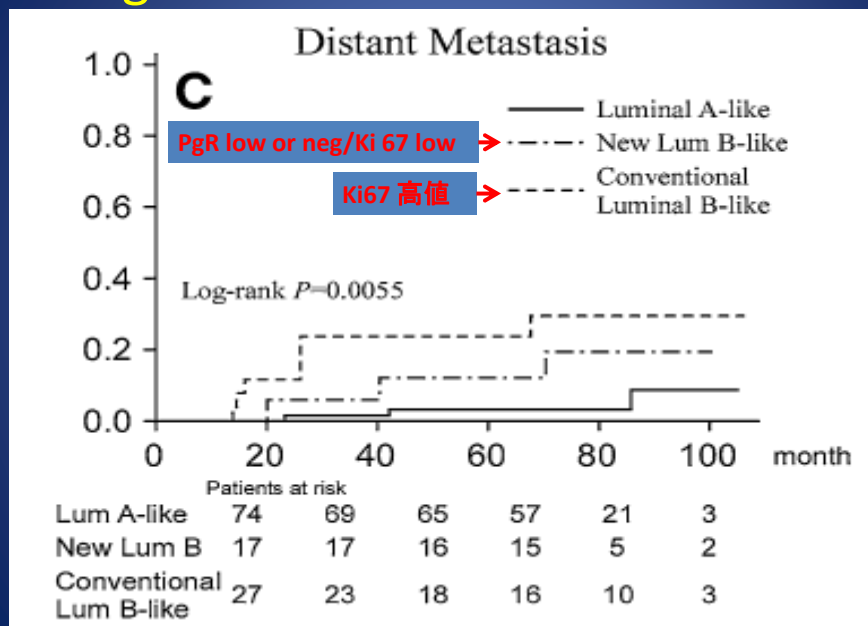 Distant Metastasis
1.0
C
Luminal A-like
0.8
PgR low or neg/Ki 67 low
New Lum B-like
Ki67 高値
Conventional
Luminal B-like
0.6
0.4
Log-rank P=0.0055
0.2
0.0
0 20 40 60 80 100 month
Patients at risk
Lum A-like 74 69 65 57 21 3
New Lum B 17 17 16 15 5 2
Conventional
Lum B-like 27 23 18 16 10 3